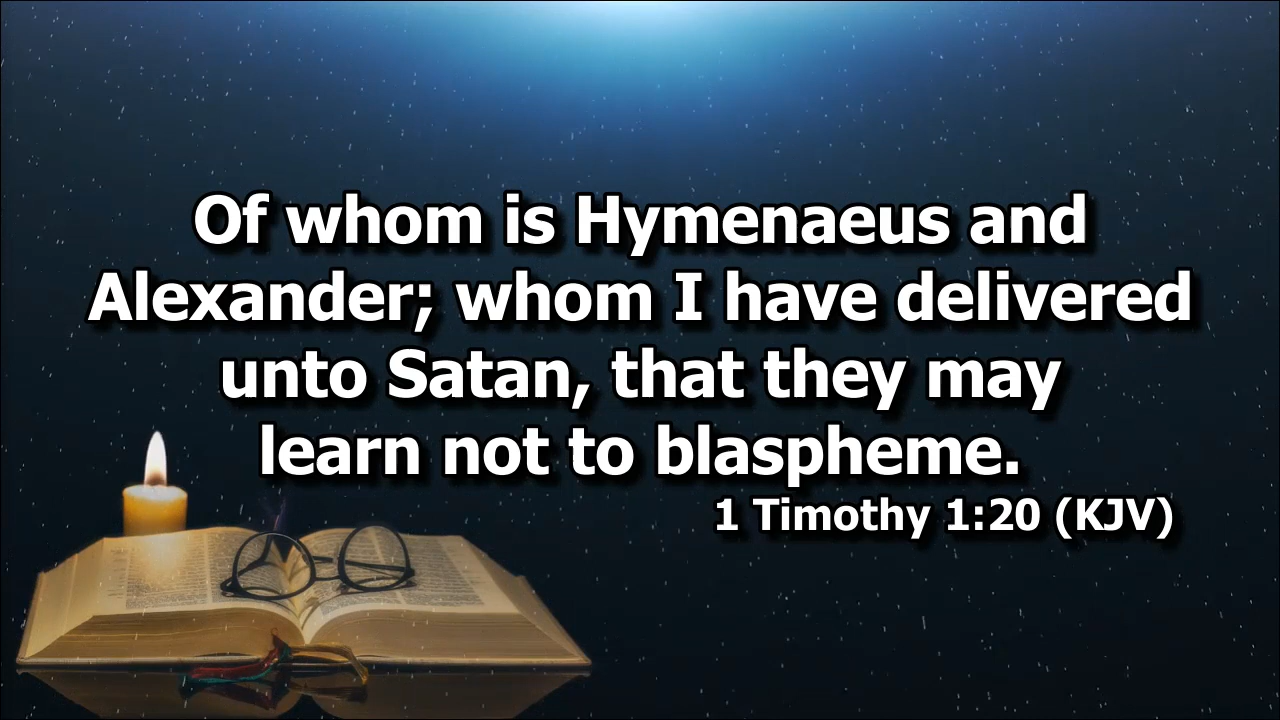 Of whom is Hymenaeus and
Alexander; whom I have delivered
unto Satan, that they may
learn not to blaspheme.
1 Timothy 1:20 (KJV)